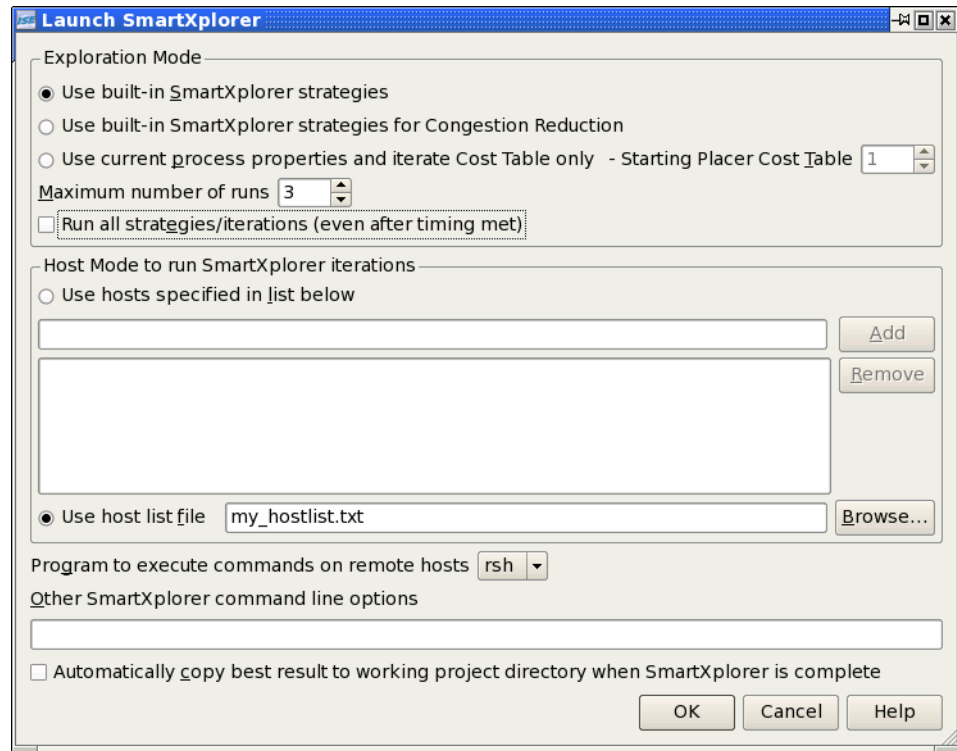 ISE Launch SmartXplorer
Exploration Mode
Use built-in SmartXplorer strategies
Use built-in SmartXplorer strategies for Congestion Reduction
Use current process properties and iterate Cost Table only - Starting Placer Cost Table 1
Maximum number of runs 3
Run all strategies/iterations (even after timing met)
Host Mode to run SmartXplorer iterations
Use hosts specified in list below
Add
Remove
Use host list file my_hostlist.txt Browse...
Program to execute commands on remote hosts rsh
Other SmartXplorer command line options
Automatically copy best result to working project directory when SmartXplorer is complete
OK Cancel Help